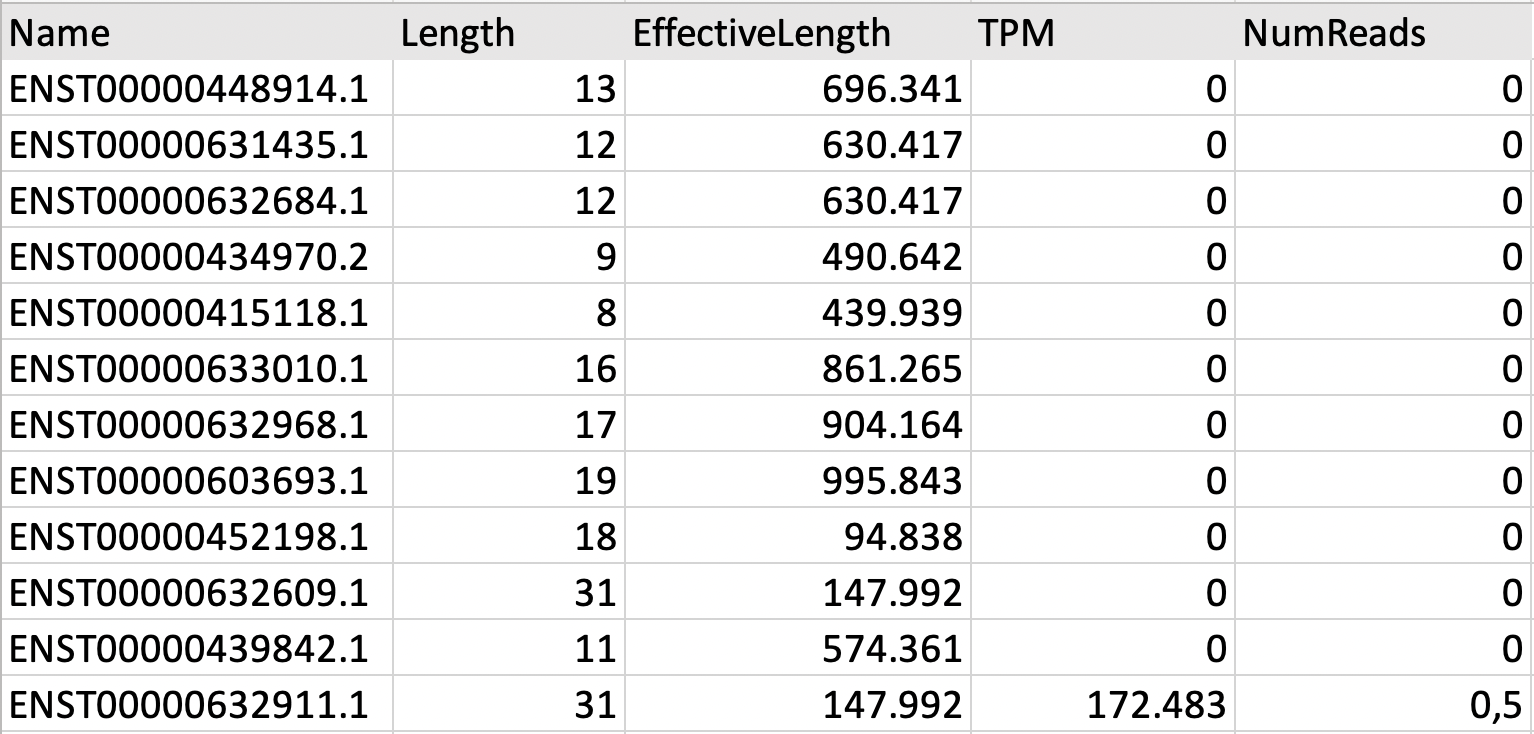 Name Length EffectiveLength TPM NumReads
ENST00000448914.1 13 696.341 0 0
ENST00000631435.1 12 630.417 0 0
ENST00000632684.1 12 630.417 0 0
ENST00000434970.2 9 490.642 0 0
ENST00000415118.1 8 439.939 0 0
ENST00000633010.1 16 861.265 0 0
ENST00000632968.1 17 904.164 0 0
ENST00000603693.1 19 995.843 0 0
ENST00000452198.1 18 94.838 0 0
ENST00000632609.1 31 147.992 0 0
ENST00000439842.1 11 574.361 0 0
ENST00000632911.1 31 147.992 172.483 0,5